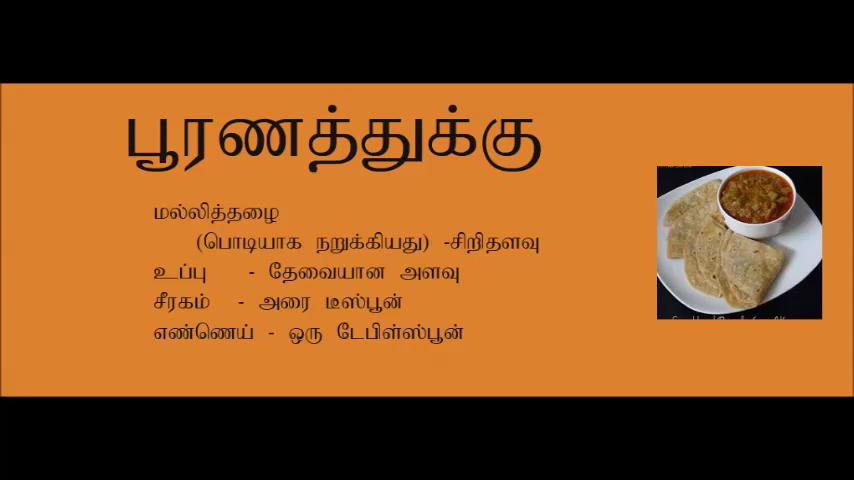 பூரணத்துக்கு
மல்லித்தழை
(பொடியாக நறுக்கியது) -சிறிதளவு
உப்பு - தேவையான அளவு
சீரகம் - அரை டீஸ்பூன்
எண்ணெய் - ஒரு டேபிள்ஸ்பூன்